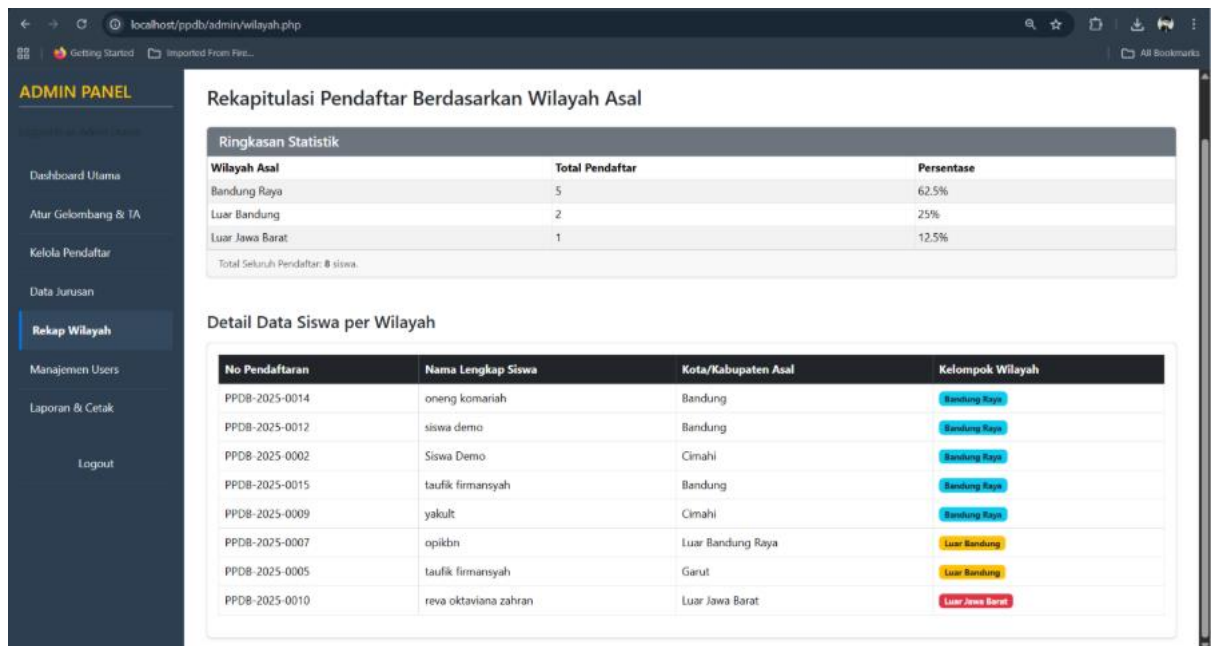 localhost/ppdb/admin/wilayah.php
Getting Started Imported From Fire...
All Bookmarks
ADMIN PANEL
Dashboard Utama
Atur Gelombang & TA
Kelola Pendaftar
Data Jurusan
Rekap Wilayah
Manajemen Users
Laporan & Cetak
Logout
Rekapitulasi Pendaftar Berdasarkan Wilayah Asal
Ringkasan Statistik
Wilayah Asal Total Pendaftar Persentase
Bandung Raya 5 62.5%
Luar Bandung 2 25%
Luar Jawa Barat 1 12.5%
Total Seluruh Pendaftar: 8 siswa.
Detail Data Siswa per Wilayah
No Pendaftaran Nama Lengkap Siswa Kota/Kabupaten Asal Kelompok Wilayah
PPDB-2025-0014 oneng komariah Bandung Bandung Raya
PPDB-2025-0012 siswa demo Bandung Bandung Raya
PPDB-2025-0002 Siswa Demo Cimahi Bandung Raya
PPDB-2025-0015 taufik firmansyah Bandung Bandung Raya
PPDB-2025-0009 yakult Cimahi Bandung Raya
PPDB-2025-0007 opikbn Luar Bandung Raya Luar Bandung
PPDB-2025-0005 taufik firmansyah Garut Luar Bandung
PPDB-2025-0010 reva oktaviana zahran Luar Jawa Barat Luar Jawa Barat